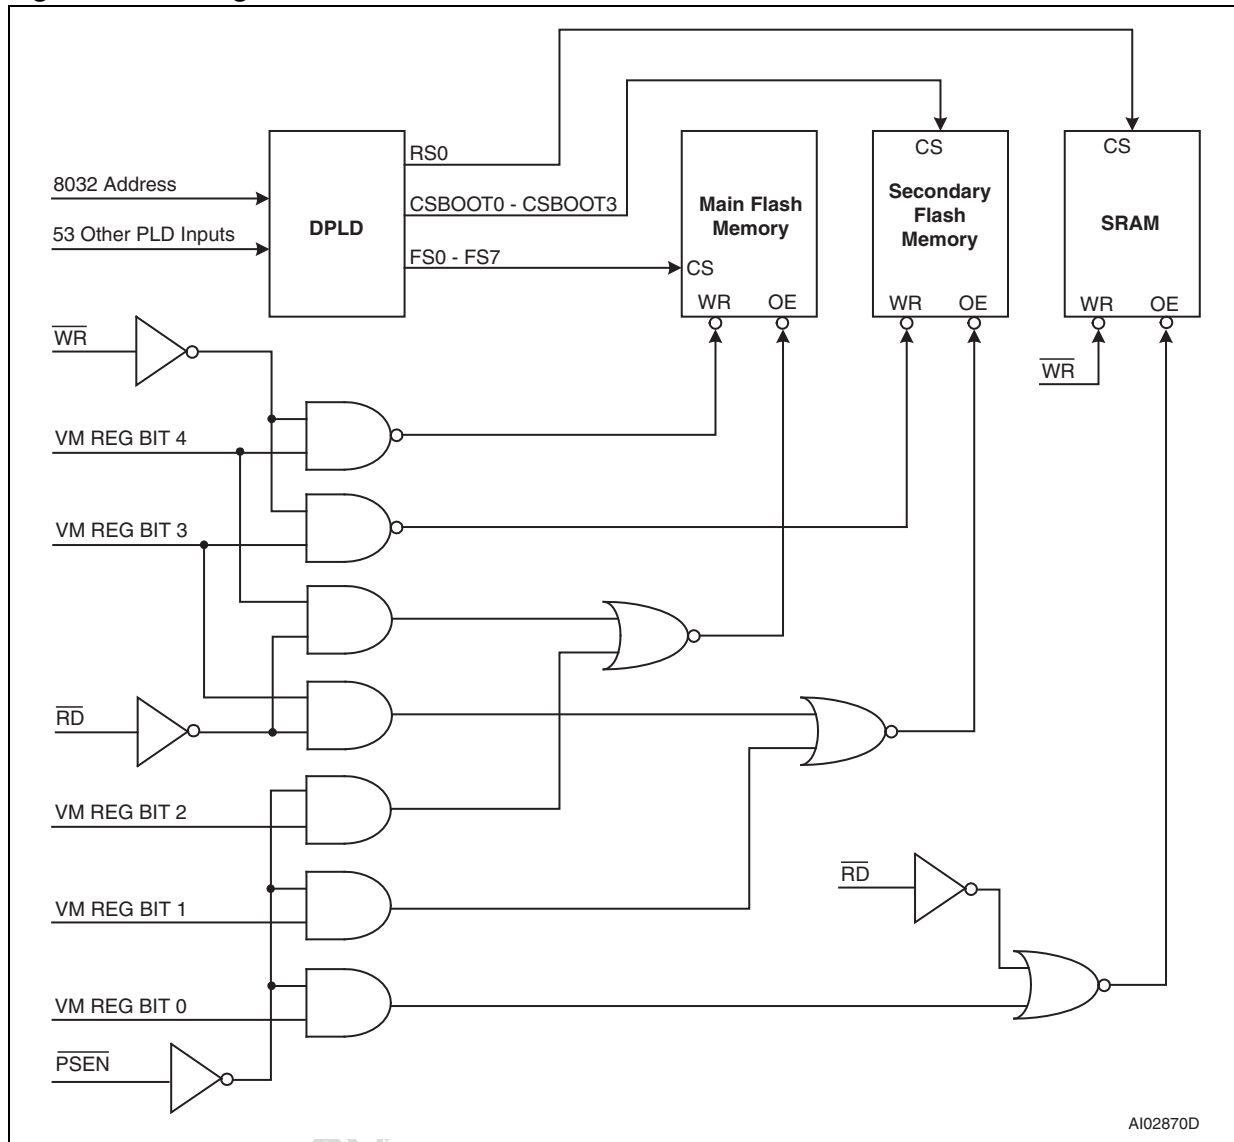 RS0
CS
CS
8032 Address
CSBOOT0 - CSBOOT3
Main Flash
Memory
Secondary
Flash
Memory
SRAM
DPLD
53 Other PLD Inputs
FS0 - FS7
CS
WR OE
WR OE
WR OE
WR
WR
VM REG BIT 4
VM REG BIT 3
RD
VM REG BIT 2
RD
VM REG BIT 1
VM REG BIT 0
PSEN
AI02870D